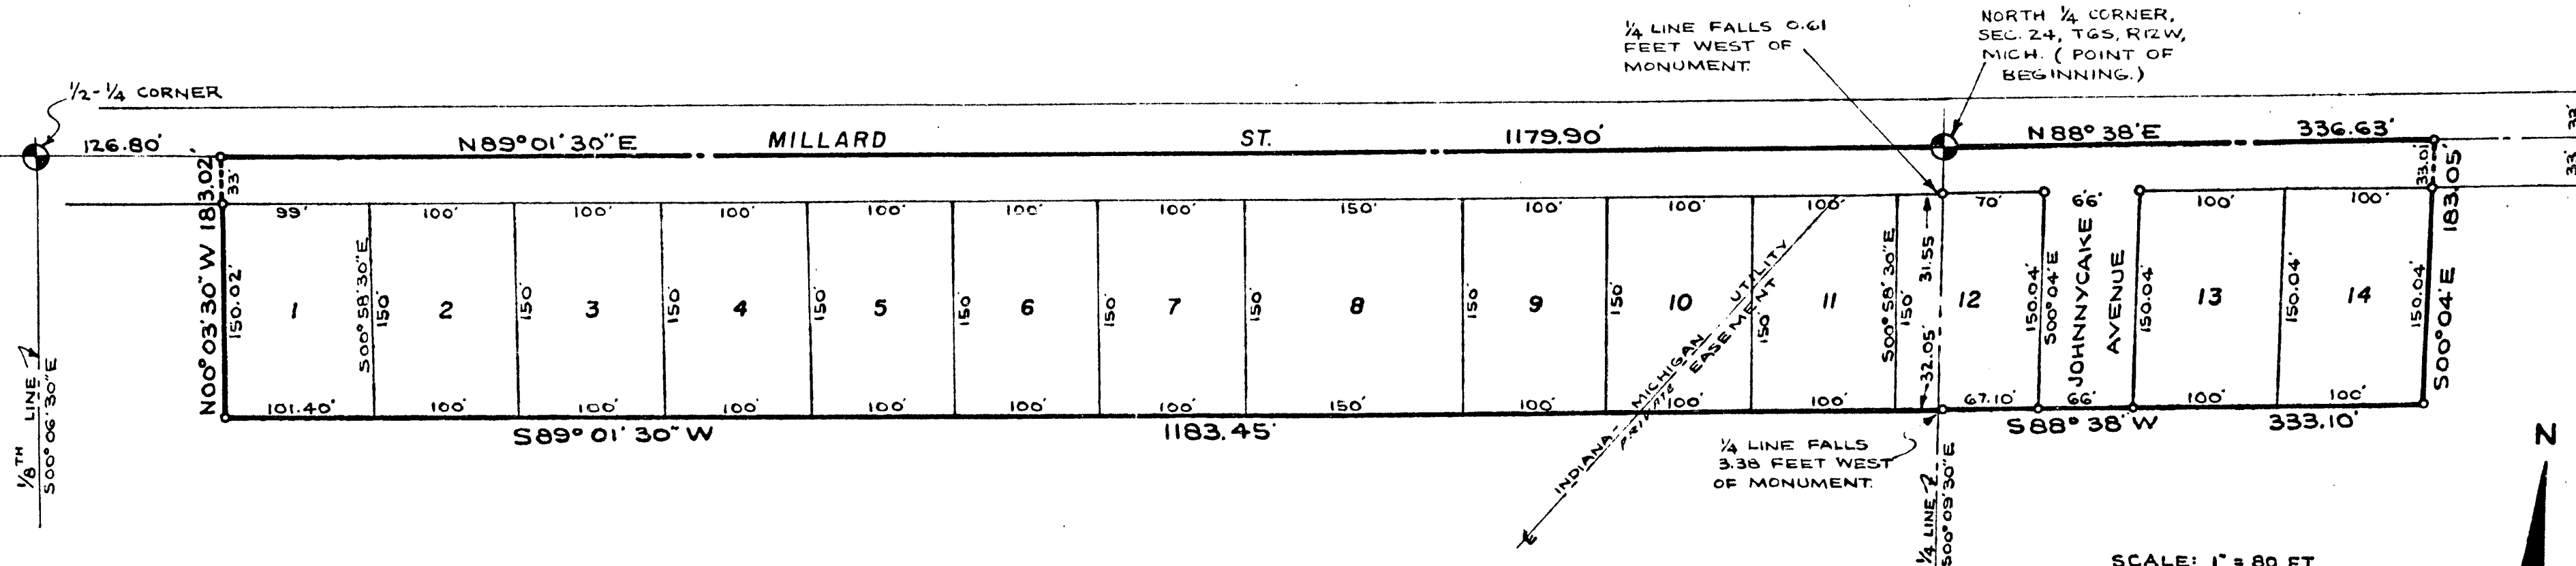 NORTH 1/4 CORNER,
SEC. 24, T6S, R12W,
MICH. ( POINT OF
BEGINNING.)
1/4 LINE FALLS 0.61
FEET WEST OF
MONUMENT.
1/2-1/4 CORNER
126.80'
N89°01'30"E
MILLARD
ST.
1179.90'
N88°38'E
336.63'
33'
33'
N00°03'30"W 183.02'
33'
33.01'
S00°04'E 183.05'
99'
100'
100'
100'
100'
100'
100'
150'
100'
100'
100'
70'
66'
100'
100'
150.02'
1
S00°58'30"E
150'
2
150'
3
150'
4
150'
5
150'
6
150'
7
150'
8
150'
9
150'
10
150'
11
S00°58'30"E
150'
31.55
32.05'
12
150.04'
S00°04'E
JOHNNYCAKE
AVENUE
150.04'
13
150.04'
14
150.04'
INDIANA- MICHIGAN UTILITY
PRIVATE EASEMENT
101.40'
100'
100'
100'
100'
100'
100'
150'
100'
100'
100'
67.10'
66'
100'
100'
S89°01'30"W
1183.45'
S88°38'W
333.10'
1/4 LINE FALLS
3.38 FEET WEST
OF MONUMENT.
1/8TH LINE
S00°06'30"E
1/4 LINE
S00°09'30"E
N
SCALE: 1" = 80 FT